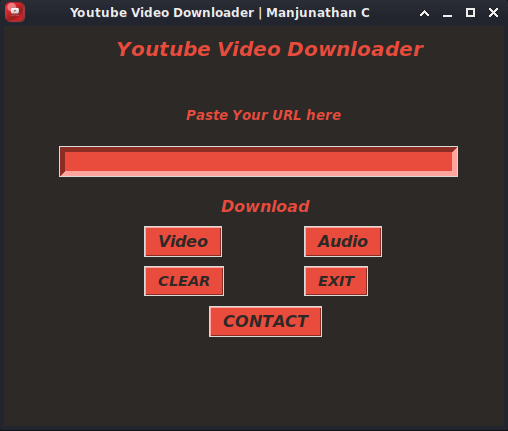 Youtube Video Downloader | Manjunathan C
Youtube Video Downloader
Paste Your URL here
Download
Video Audio
CLEAR EXIT
CONTACT